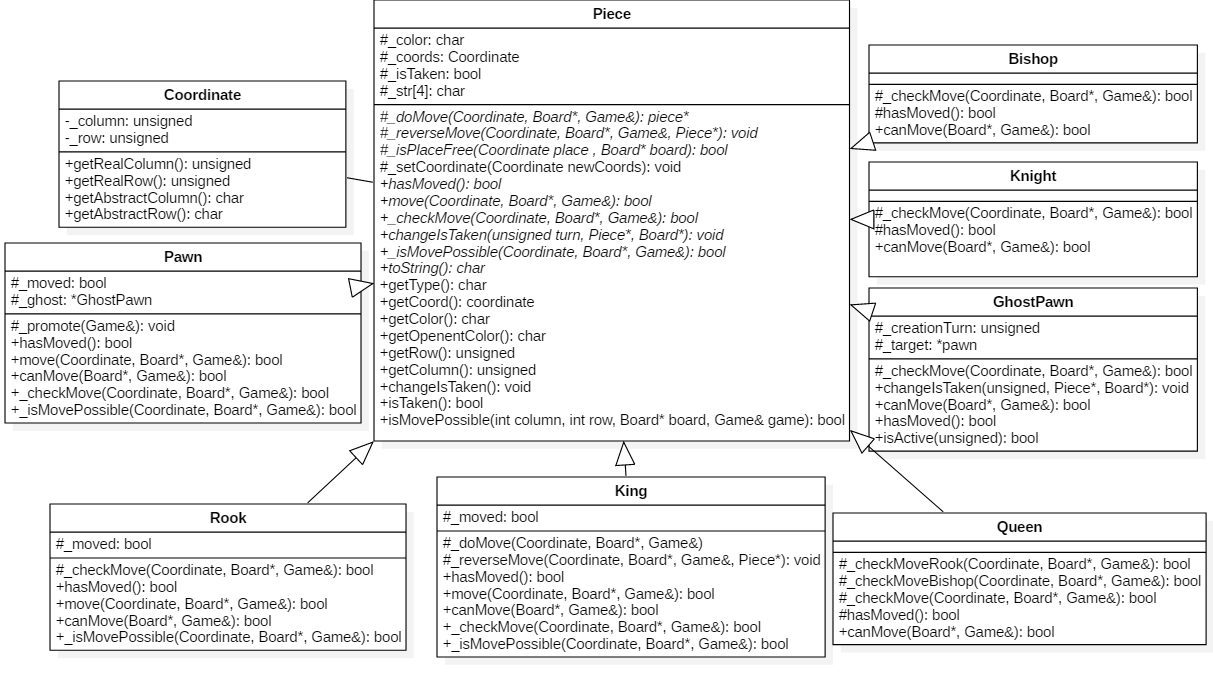 Piece
#_color: char
#_coords: Coordinate
#_isTaken: bool
#_str[4]: char
#_doMove(Coordinate, Board*, Game&): piece*
#_reverseMove(Coordinate, Board*, Game&, Piece*): void
#_isPlaceFree(Coordinate place , Board* board): bool
#_setCoordinate(Coordinate newCoords): void
+hasMoved(): bool
+move(Coordinate, Board*, Game&): bool
+_checkMove(Coordinate, Board*, Game&): bool
+changeIsTaken(unsigned turn, Piece*, Board*): void
+_isMovePossible(Coordinate, Board*, Game&): bool
+toString(): char
+getType(): char
+getCoord(): coordinate
+getColor(): char
+getOpenentColor(): char
+getRow(): unsigned
+getColumn(): unsigned
+changeIsTaken(): void
+isTaken(): bool
+isMovePossible(int column, int row, Board* board, Game& game): bool
Coordinate
-_column: unsigned
-_row: unsigned
+getRealColumn(): unsigned
+getRealRow(): unsigned
+getAbstractColumn(): char
+getAbstractRow(): char
Pawn
#_moved: bool
#_ghost: *GhostPawn
#_promote(Game&): void
+hasMoved(): bool
+move(Coordinate, Board*, Game&): bool
+canMove(Board*, Game&): bool
+_checkMove(Coordinate, Board*, Game&): bool
+_isMovePossible(Coordinate, Board*, Game&): bool
Bishop
#_checkMove(Coordinate, Board*, Game&): bool
#hasMoved(): bool
+canMove(Board*, Game&): bool
Knight
#_checkMove(Coordinate, Board*, Game&): bool
#hasMoved(): bool
+canMove(Board*, Game&): bool
GhostPawn
#_creationTurn: unsigned
#_target: *pawn
#_checkMove(Coordinate, Board*, Game&): bool
+changeIsTaken(unsigned, Piece*, Board*): void
+canMove(Board*, Game&): bool
+hasMoved(): bool
+isActive(unsigned): bool
Rook
#_moved: bool
#_checkMove(Coordinate, Board*, Game&): bool
+hasMoved(): bool
+move(Coordinate, Board*, Game&): bool
+canMove(Board*, Game&): bool
+_isMovePossible(Coordinate, Board*, Game&): bool
King
#_moved: bool
#_doMove(Coordinate, Board*, Game&)
#_reverseMove(Coordinate, Board*, Game&, Piece*): void
+hasMoved(): bool
+move(Coordinate, Board*, Game&): bool
+canMove(Board*, Game&): bool
+_checkMove(Coordinate, Board*, Game&): bool
+_isMovePossible(Coordinate, Board*, Game&): bool
Queen
#_checkMoveRook(Coordinate, Board*, Game&): bool
#_checkMoveBishop(Coordinate, Board*, Game&): bool
#_checkMove(Coordinate, Board*, Game&): bool
#hasMoved(): bool
+canMove(Board*, Game&): bool